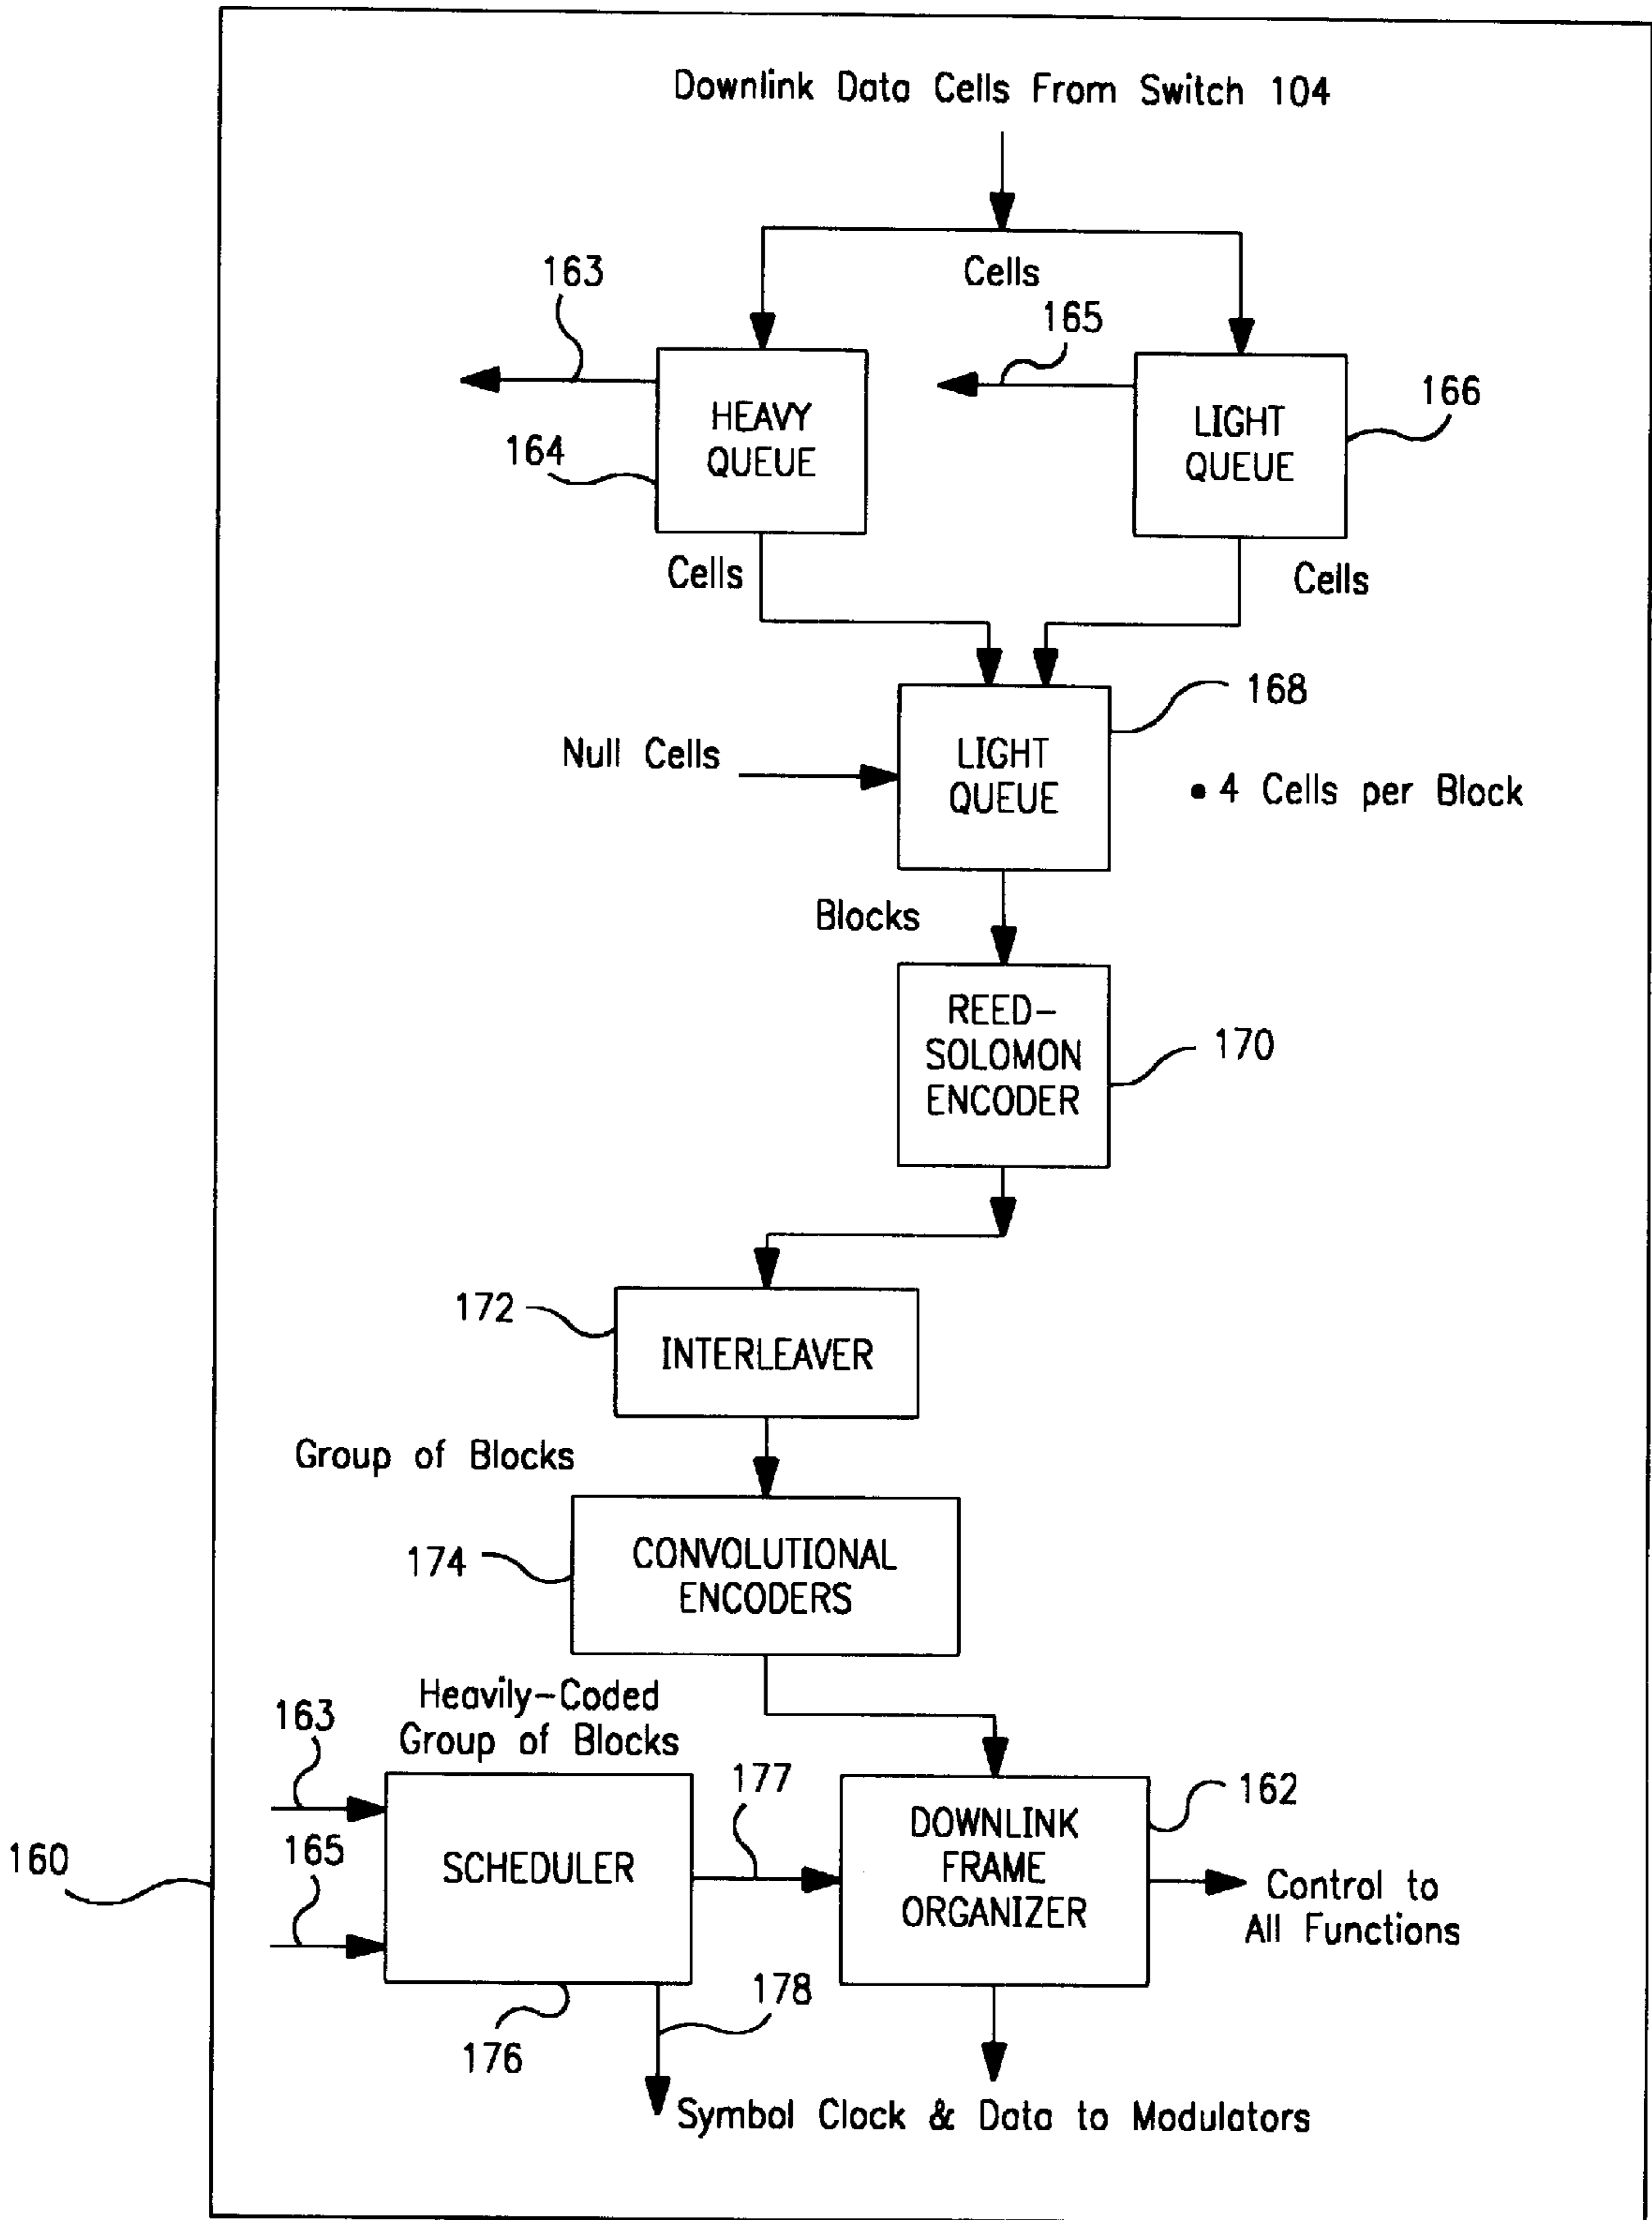 Downlink Data Cells From Switch 104
Cells
163
165
HEAVY
QUEUE
164
LIGHT
QUEUE
166
Cells
Cells
168
Null Cells
LIGHT
QUEUE
• 4 Cells per Block
Blocks
REED-
SOLOMON
ENCODER
170
172
INTERLEAVER
Group of Blocks
174
CONVOLUTIONAL
ENCODERS
Heavily-Coded
Group of Blocks
163
165
160
SCHEDULER
176
177
178
162
DOWNLINK
FRAME
ORGANIZER
Control to
All Functions
Symbol Clock & Data to Modulators